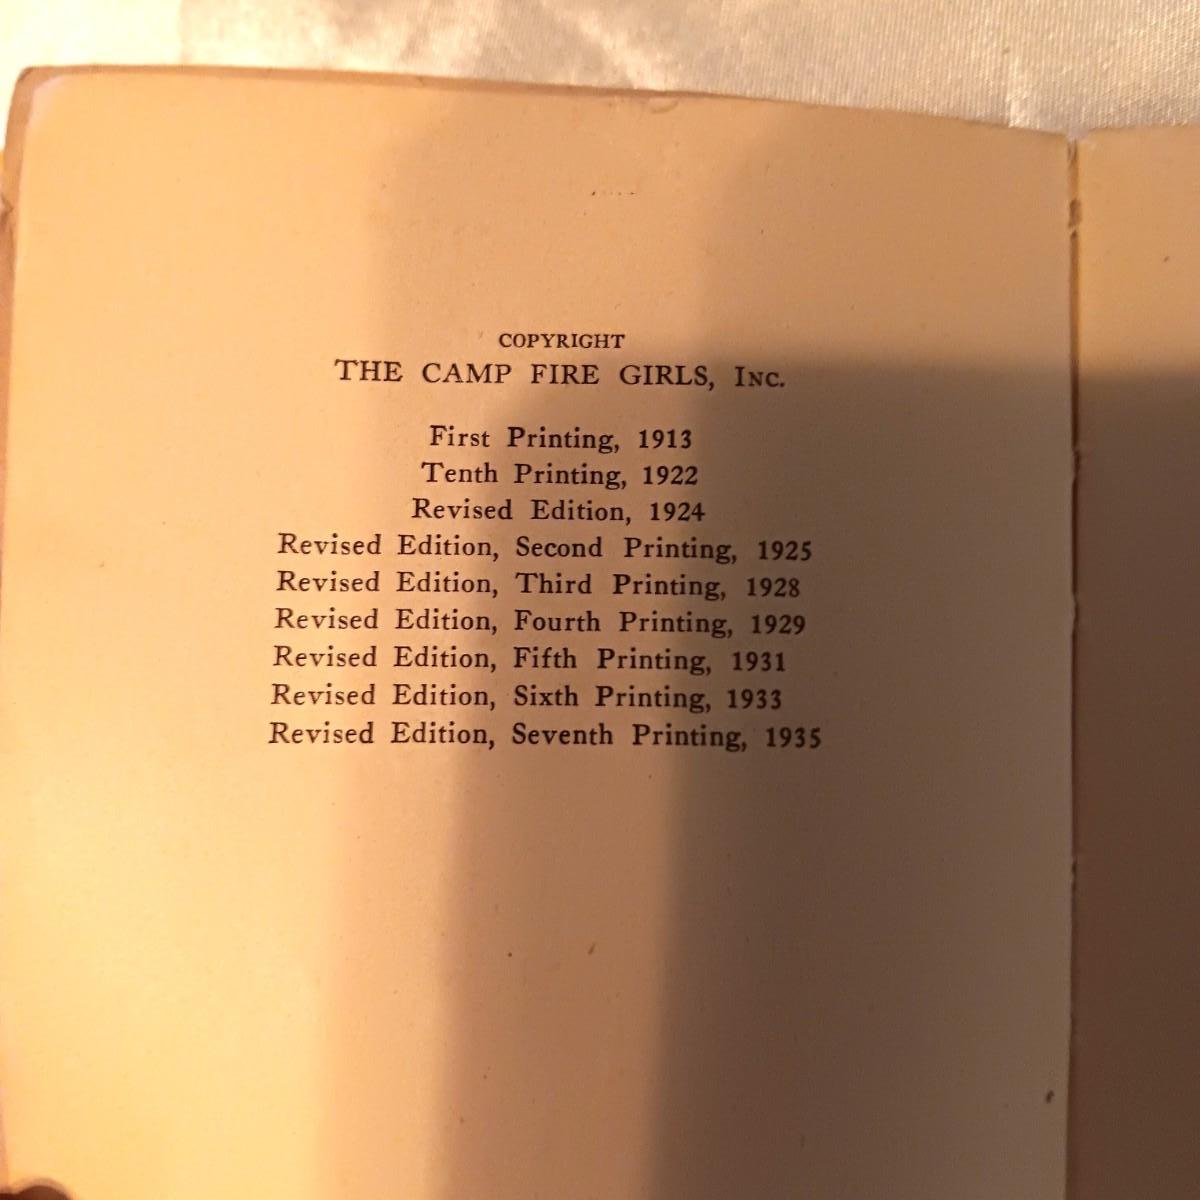 COPYRIGHT
THE CAMP FIRE GIRLS, INC.
First Printing, 1913
Tenth Printing, 1922
Revised Edition, 1924
Revised Edition, Second Printing, 1925
Revised Edition, Third Printing, 1928
Revised Edition, Fourth Printing, 1929
Revised Edition, Fifth Printing, 1931
Revised Edition, Sixth Printing, 1933
Revised Edition, Seventh Printing, 1935